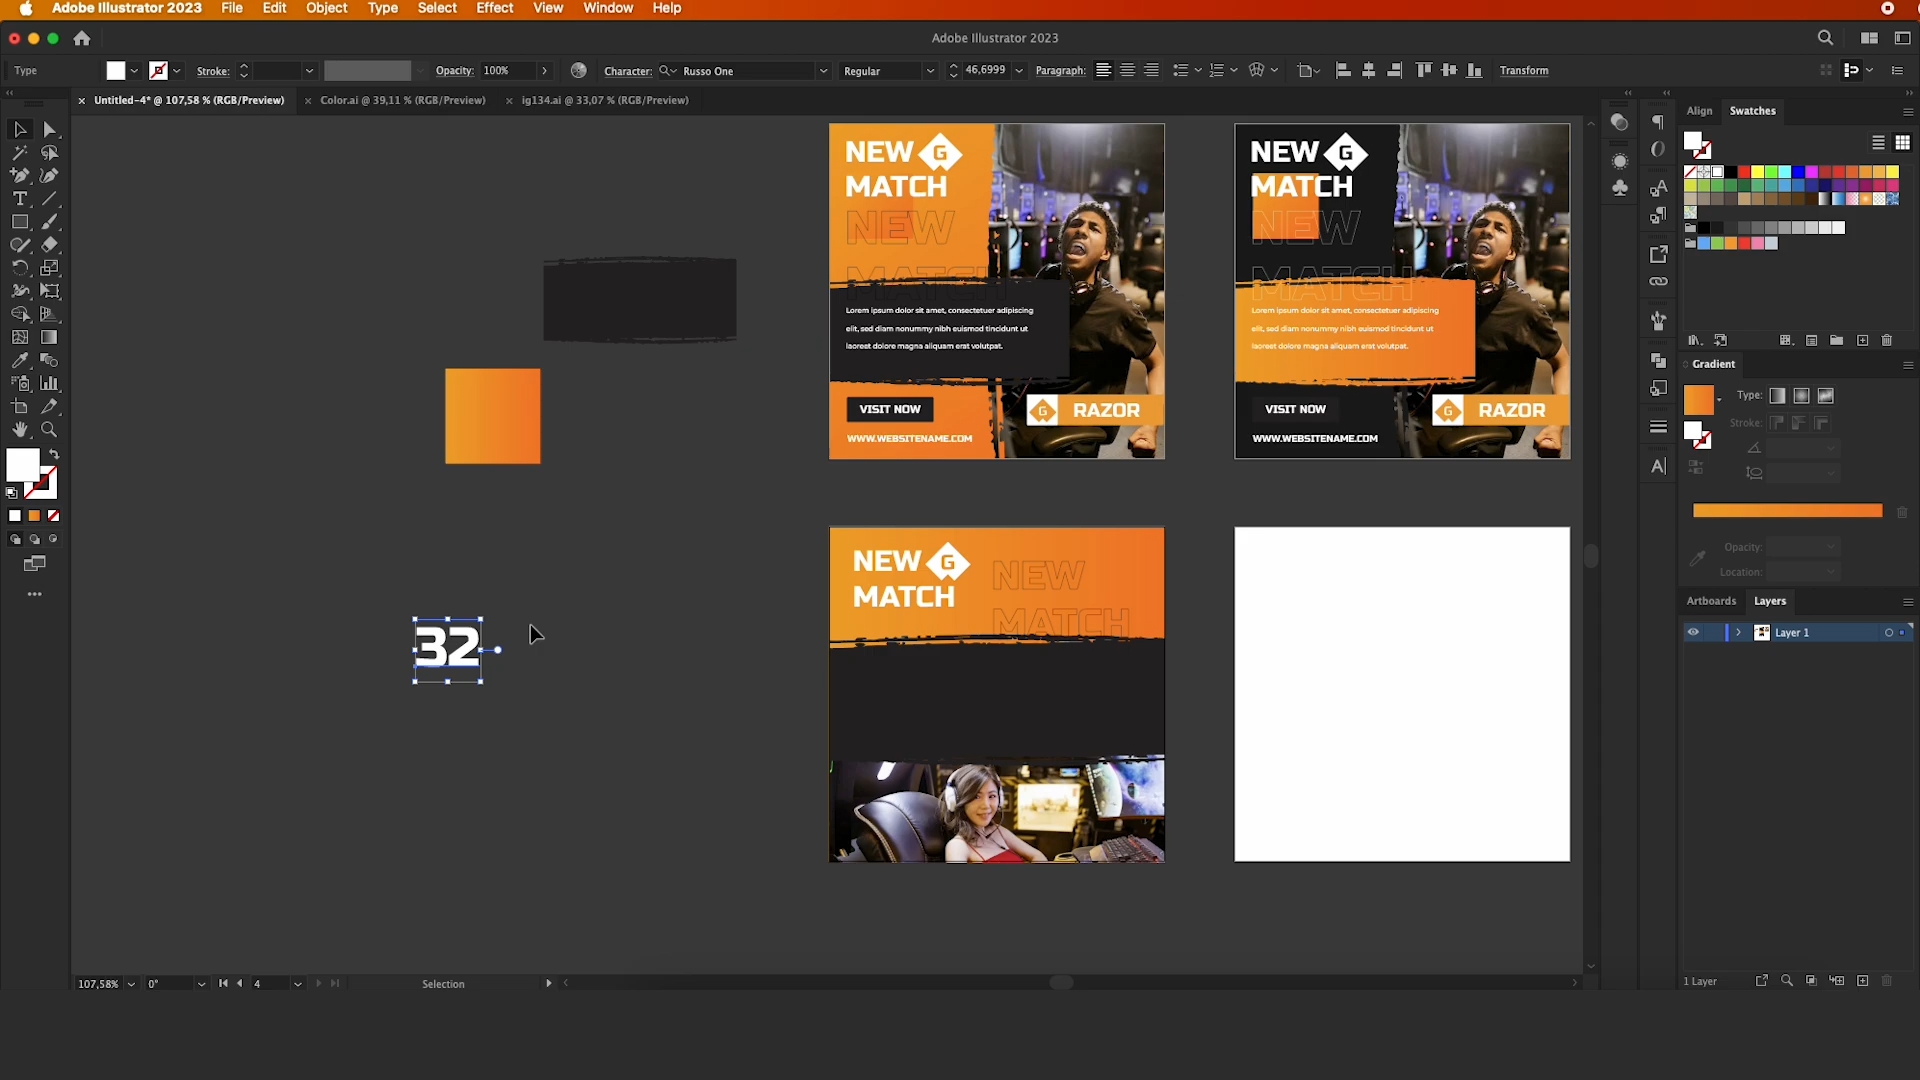 Adobe Illustrator 2023 File Edit Object Type Select Effect View Window Help
Adobe Illustrator 2023
Type Stroke: Opacity: 100% Character: Russo One Regular 46,6999 Paragraph: Transform
Untitled-4* @ 107,58 % (RGB/Preview) Color.ai @ 39,11 % (RGB/Preview) ig134.ai @ 33,07 % (RGB/Preview)
Align Swatches
NEW G
MATCH
NEW
MATCH
Lorem ipsum dolor sit amet, consectetuer adipiscing
elit, sed diam nonummy nibh euismod tincidunt ut
laoreet dolore magna aliquam erat volutpat.
VISIT NOW
G RAZOR
WWW.WEBSITENAME.COM
NEW G
MATCH
NEW
MATCH
Lorem ipsum dolor sit amet, consectetuer adipiscing
elit, sed diam nonummy nibh euismod tincidunt ut
laoreet dolore magna aliquam erat volutpat.
VISIT NOW
G RAZOR
WWW.WEBSITENAME.COM
NEW G
MATCH
NEW
MATCH
32
Gradient
Type:
Stroke:
Opacity:
Location:
Artboards Layers
Layer 1
1 Layer
107,58% 0° 4 Selection